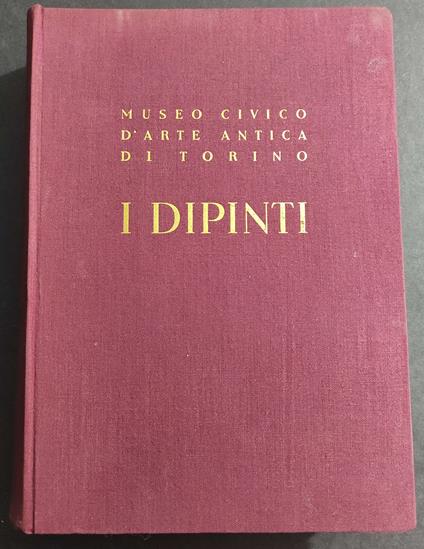 MUSEO CIVICO
D'ARTE ANTICA
DI TORINO
I DIPINTI